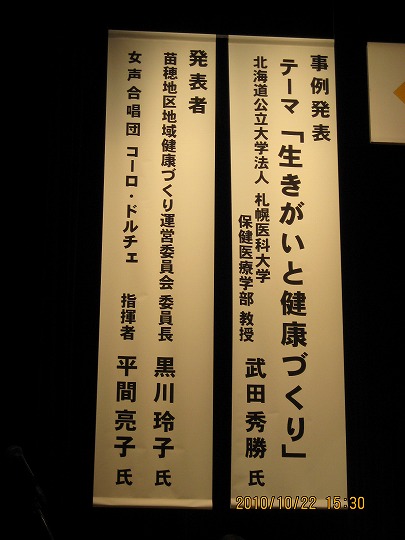 事例発表
テーマ「生きがいと健康づくり」
北海道公立大学法人 札幌医科大学
保健医療学部 教授 武田秀勝 氏
発表者
苗穂地区地域健康づくり運営委員会 委員長 黒川玲子 氏
女声合唱団 コーロ・ドルチェ 指揮者 平間亮子 氏
2010/10/22 15:30